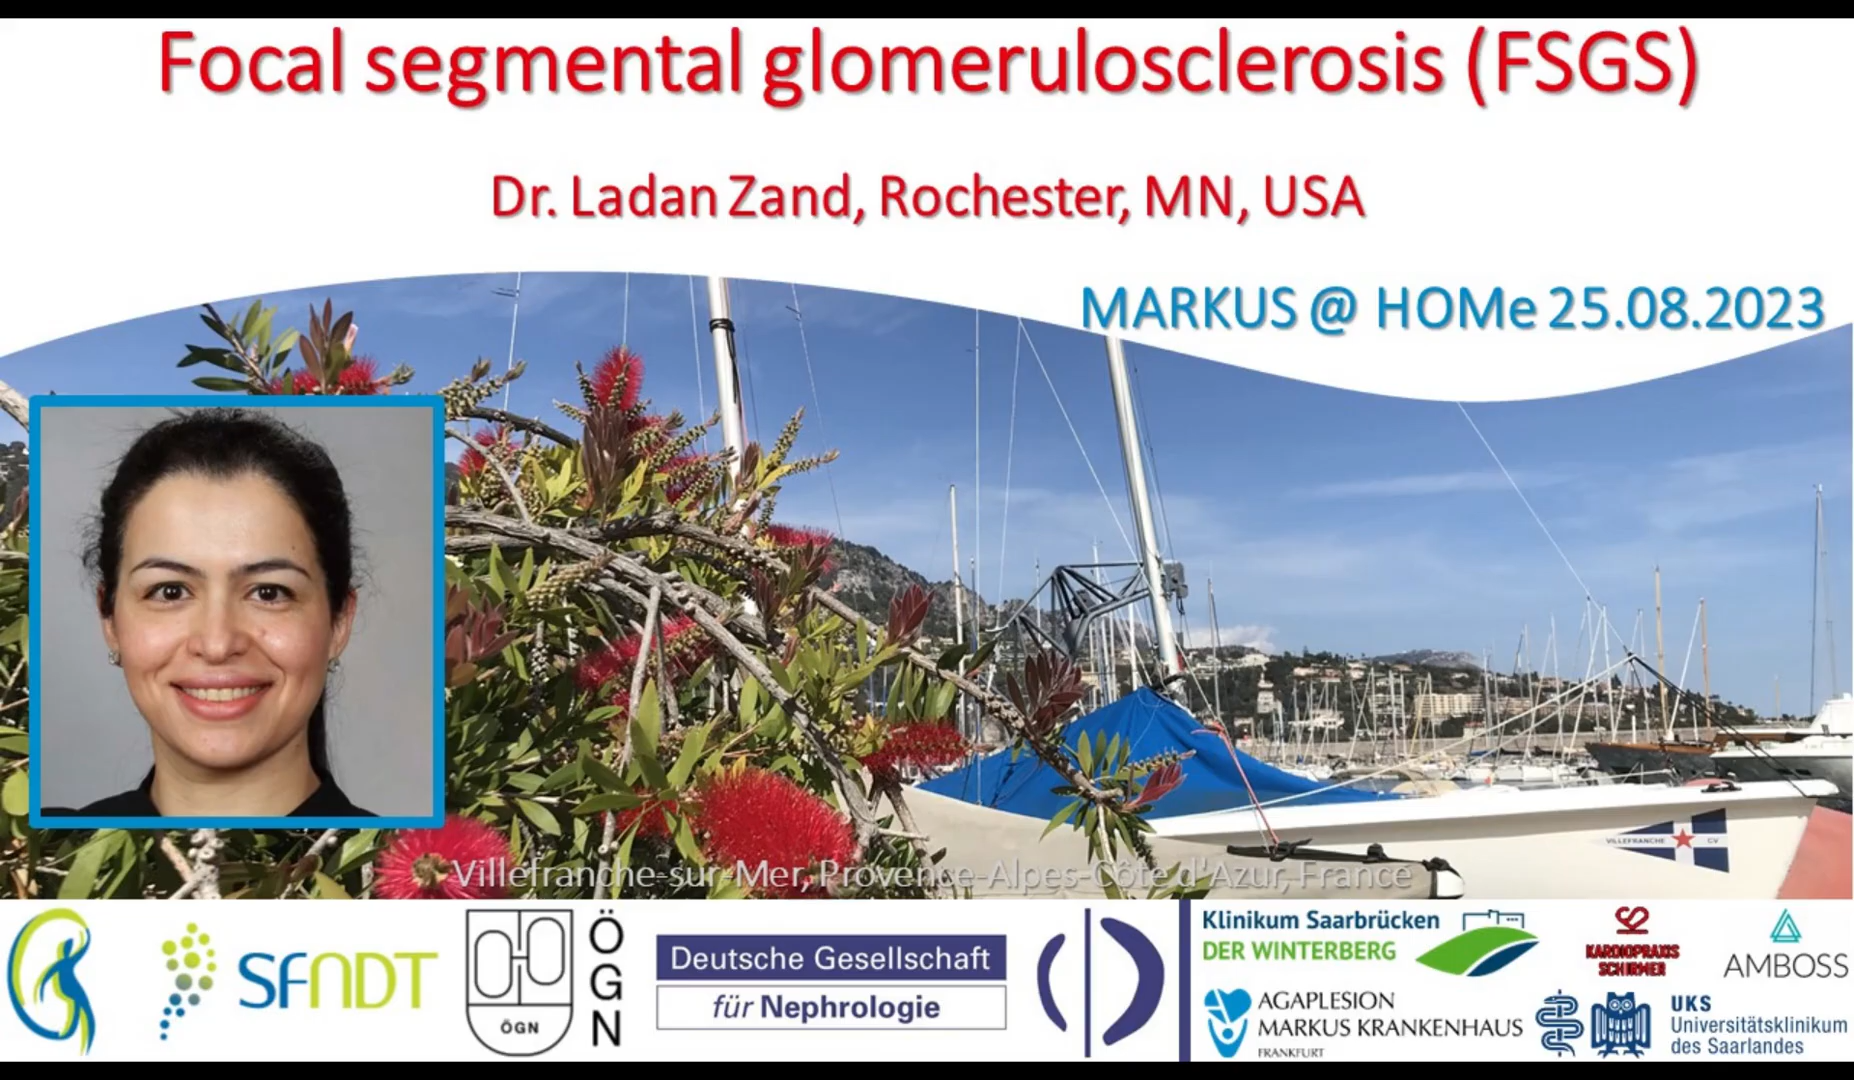 Focal segmental glomerulosclerosis (FSGS)
Dr. Ladan Zand, Rochester, MN, USA
MARKUS @ HOMe 25.08.2023
VILLEFRANCHE CV
Villefranche-sur-Mer, Provence-Alpes-Côte d'Azur, France
SFNDT
ÖGN
ÖGN
Deutsche Gesellschaft
für Nephrologie
Klinikum Saarbrücken
DER WINTERBERG
KARDIOPRAXIS
SCHIRMER
AMBOSS
AGAPLESION
MARKUS KRANKENHAUS
FRANKFURT
UKS
Universitätsklinikum
des Saarlandes